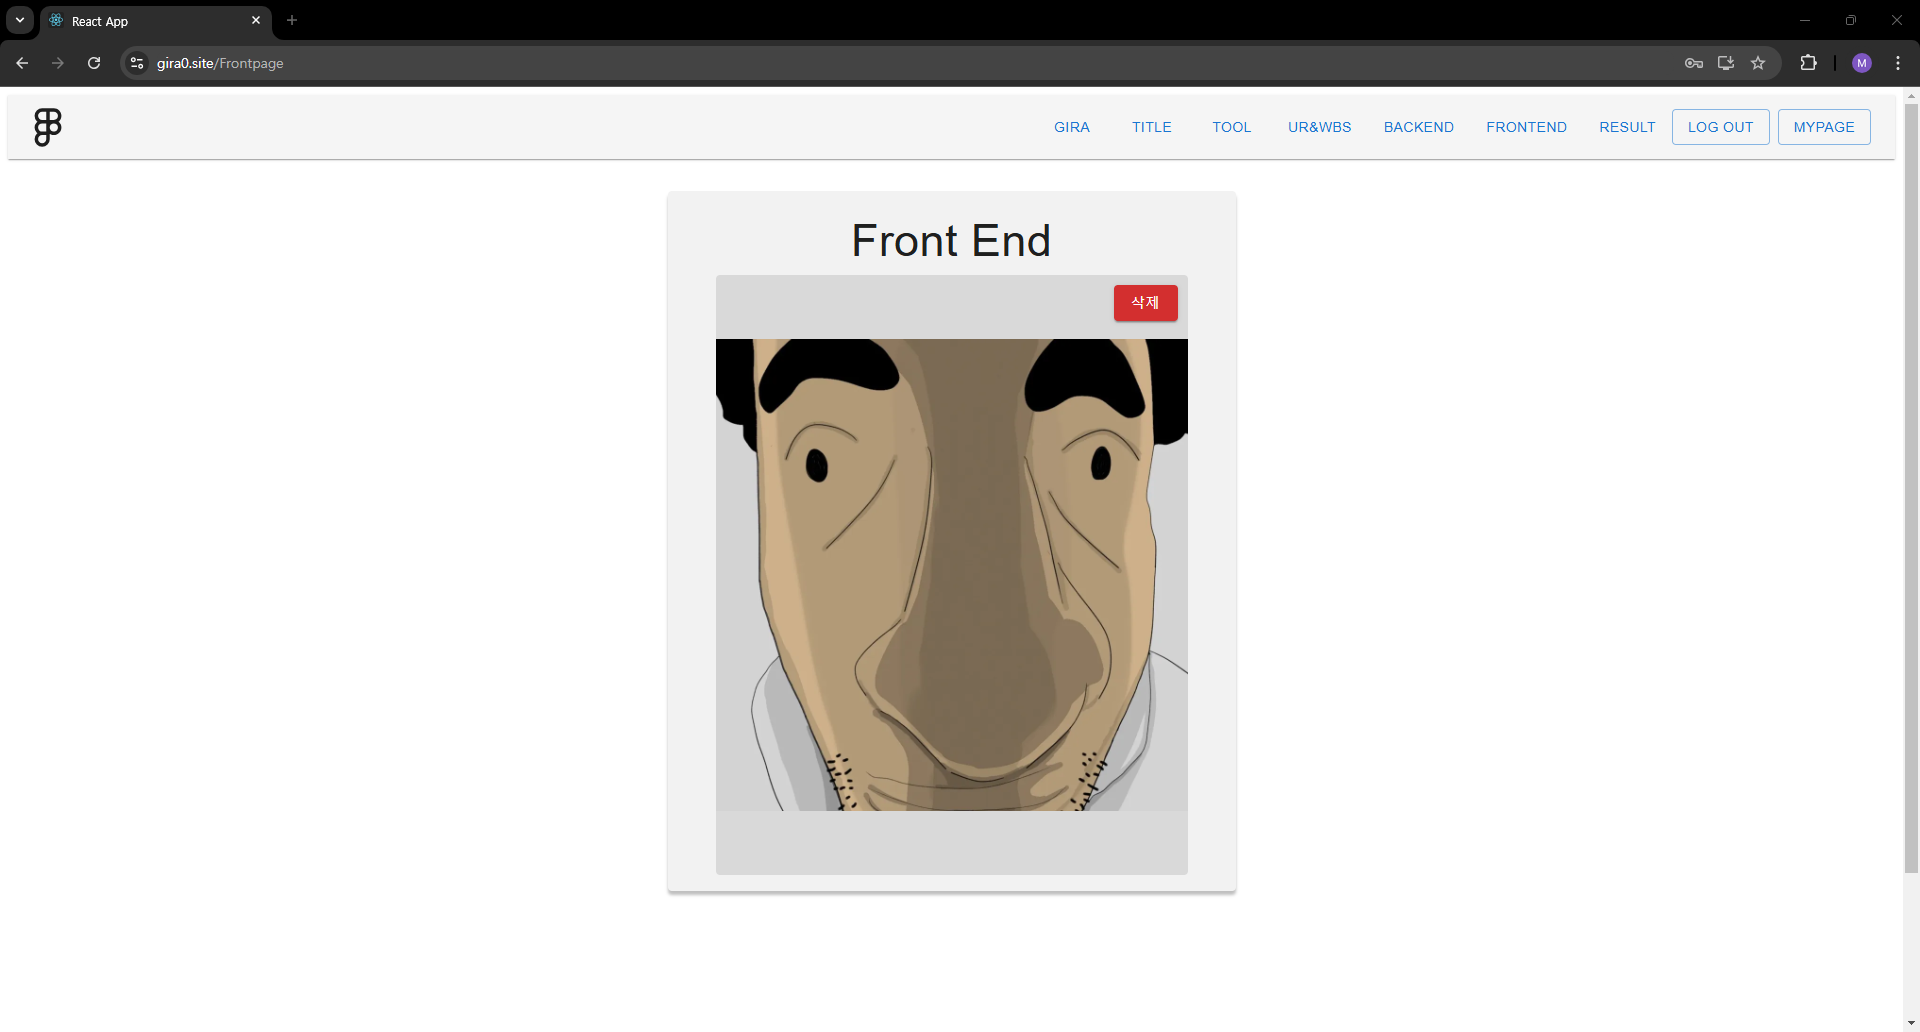 React App
gira0.site/Frontpage
M
GIRA TITLE TOOL UR&WBS BACKEND FRONTEND RESULT LOG OUT MYPAGE
Front End
삭제